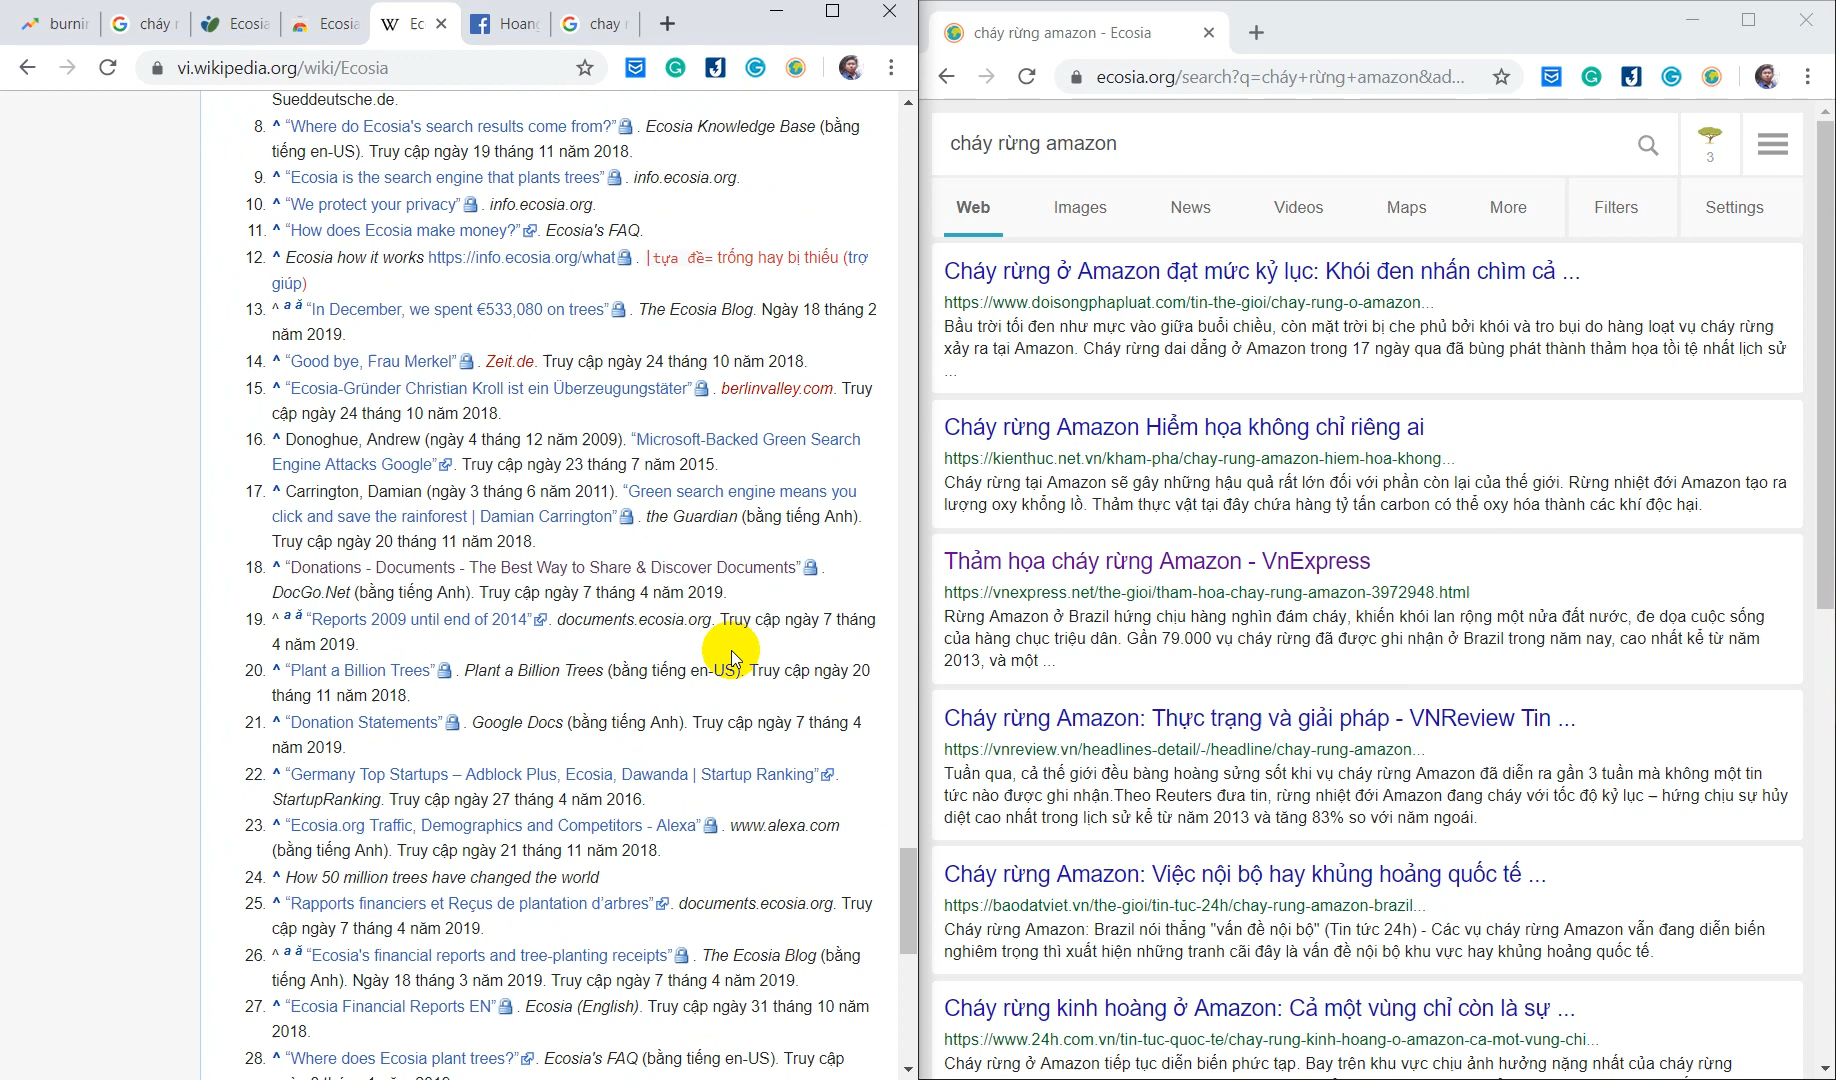 burnin
cháy r
Ecosia
Ecosia
Ec
Hoang
chay r
vi.wikipedia.org/wiki/Ecosia
Sueddeutsche.de.
8. ^ “Where do Ecosia's search results come from?”. Ecosia Knowledge Base (bằng
tiếng en-US). Truy cập ngày 19 tháng 11 năm 2018.
9. ^ “Ecosia is the search engine that plants trees”. info.ecosia.org.
10. ^ “We protect your privacy”. info.ecosia.org.
11. ^ “How does Ecosia make money?”. Ecosia's FAQ.
12. ^ Ecosia how it works https://info.ecosia.org/what. |tựa đề= trống hay bị thiếu (trợ
giúp)
13. ^ a ă “In December, we spent €533,080 on trees”. The Ecosia Blog. Ngày 18 tháng 2
năm 2019.
14. ^ “Good bye, Frau Merkel”. Zeit.de. Truy cập ngày 24 tháng 10 năm 2018.
15. ^ “Ecosia-Gründer Christian Kroll ist ein Überzeugungstäter”. berlinvalley.com. Truy
cập ngày 24 tháng 10 năm 2018.
16. ^ Donoghue, Andrew (ngày 4 tháng 12 năm 2009). “Microsoft-Backed Green Search
Engine Attacks Google”. Truy cập ngày 23 tháng 7 năm 2015.
17. ^ Carrington, Damian (ngày 3 tháng 6 năm 2011). “Green search engine means you
click and save the rainforest | Damian Carrington”. the Guardian (bằng tiếng Anh).
Truy cập ngày 20 tháng 11 năm 2018.
18. ^ “Donations - Documents - The Best Way to Share & Discover Documents”.
DocGo.Net (bằng tiếng Anh). Truy cập ngày 7 tháng 4 năm 2019.
19. ^ a ă “Reports 2009 until end of 2014”. documents.ecosia.org. Truy cập ngày 7 tháng
4 năm 2019.
20. ^ “Plant a Billion Trees”. Plant a Billion Trees (bằng tiếng en-US). Truy cập ngày 20
tháng 11 năm 2018.
21. ^ “Donation Statements”. Google Docs (bằng tiếng Anh). Truy cập ngày 7 tháng 4
năm 2019.
22. ^ “Germany Top Startups – Adblock Plus, Ecosia, Dawanda | Startup Ranking”.
StartupRanking. Truy cập ngày 27 tháng 4 năm 2016.
23. ^ “Ecosia.org Traffic, Demographics and Competitors - Alexa”. www.alexa.com
(bằng tiếng Anh). Truy cập ngày 21 tháng 11 năm 2018.
24. ^ How 50 million trees have changed the world
25. ^ “Rapports financiers et Reçus de plantation d’arbres”. documents.ecosia.org. Truy
cập ngày 7 tháng 4 năm 2019.
26. ^ a ă “Ecosia's financial reports and tree-planting receipts”. The Ecosia Blog (bằng
tiếng Anh). Ngày 18 tháng 3 năm 2019. Truy cập ngày 7 tháng 4 năm 2019.
27. ^ “Ecosia Financial Reports EN”. Ecosia (English). Truy cập ngày 31 tháng 10 năm
2018.
28. ^ “Where does Ecosia plant trees?”. Ecosia's FAQ (bằng tiếng en-US). Truy cập
cháy rừng amazon - Ecosia
ecosia.org/search?q=cháy+rừng+amazon&ad...
cháy rừng amazon
3
Web Images News Videos Maps More Filters Settings
Cháy rừng ở Amazon đạt mức kỷ lục: Khói đen nhấn chìm cả ...
https://www.doisongphapluat.com/tin-the-gioi/chay-rung-o-amazon...
Bầu trời tối đen như mực vào giữa buổi chiều, còn mặt trời bị che phủ bởi khói và tro bụi do hàng loạt vụ cháy rừng
xảy ra tại Amazon. Cháy rừng dai dẳng ở Amazon trong 17 ngày qua đã bùng phát thành thảm họa tồi tệ nhất lịch sử
...
Cháy rừng Amazon Hiểm họa không chỉ riêng ai
https://kienthuc.net.vn/kham-pha/chay-rung-amazon-hiem-hoa-khong...
Cháy rừng tại Amazon sẽ gây những hậu quả rất lớn đối với phần còn lại của thế giới. Rừng nhiệt đới Amazon tạo ra
lượng oxy khổng lồ. Thảm thực vật tại đây chứa hàng tỷ tấn carbon có thể oxy hóa thành các khí độc hại.
Thảm họa cháy rừng Amazon - VnExpress
https://vnexpress.net/the-gioi/tham-hoa-chay-rung-amazon-3972948.html
Rừng Amazon ở Brazil hứng chịu hàng nghìn đám cháy, khiến khói lan rộng một nửa đất nước, đe dọa cuộc sống
của hàng chục triệu dân. Gần 79.000 vụ cháy rừng đã được ghi nhận ở Brazil trong năm nay, cao nhất kể từ năm
2013, và một ...
Cháy rừng Amazon: Thực trạng và giải pháp - VNReview Tin ...
https://vnreview.vn/headlines-detail/-/headline/chay-rung-amazon...
Tuần qua, cả thế giới đều bàng hoàng sửng sốt khi vụ cháy rừng Amazon đã diễn ra gần 3 tuần mà không một tin
tức nào được ghi nhận.Theo Reuters đưa tin, rừng nhiệt đới Amazon đang cháy với tốc độ kỷ lục – hứng chịu sự hủy
diệt cao nhất trong lịch sử kể từ năm 2013 và tăng 83% so với năm ngoái.
Cháy rừng Amazon: Việc nội bộ hay khủng hoảng quốc tế ...
https://baodatviet.vn/the-gioi/tin-tuc-24h/chay-rung-amazon-brazil...
Cháy rừng Amazon: Brazil nói thẳng "vấn đề nội bộ" (Tin tức 24h) - Các vụ cháy rừng Amazon vẫn đang diễn biến
nghiêm trọng thì xuất hiện những tranh cãi đây là vấn đề nội bộ khu vực hay khủng hoảng quốc tế.
Cháy rừng kinh hoàng ở Amazon: Cả một vùng chỉ còn là sự ...
https://www.24h.com.vn/tin-tuc-quoc-te/chay-rung-kinh-hoang-o-amazon-ca-mot-vung-chi...
Cháy rừng ở Amazon tiếp tục diễn biến phức tạp. Bay trên khu vực chịu ảnh hưởng nặng nhất của cháy rừng